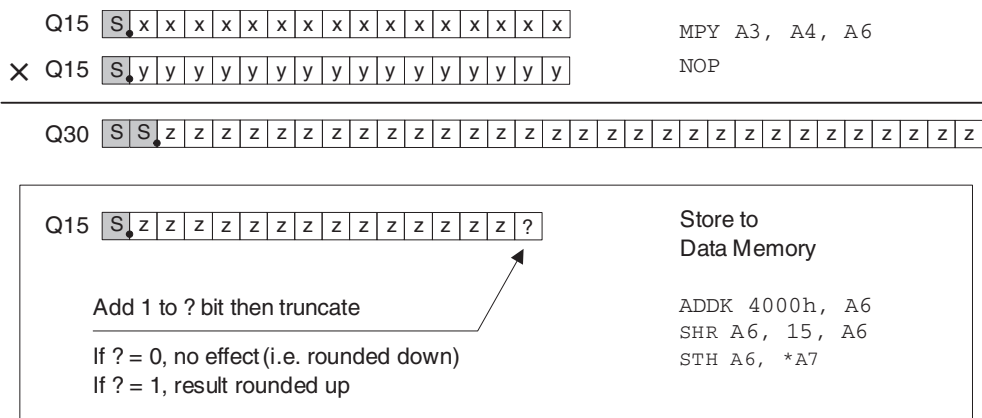 Q15 S x x x x x x x x x x x x x x x x
MPY A3, A4, A6
× Q15 S y y y y y y y y y y y y y y y y
NOP
Q30 S S z z z z z z z z z z z z z z z z z z z z z z z z z z z z z z
Q15 S z z z z z z z z z z z z z z ?
Store to
Data Memory
Add 1 to ? bit then truncate
If ? = 0, no effect (i.e. rounded down)
If ? = 1, result rounded up
ADDK 4000h, A6
SHR A6, 15, A6
STH A6, *A7